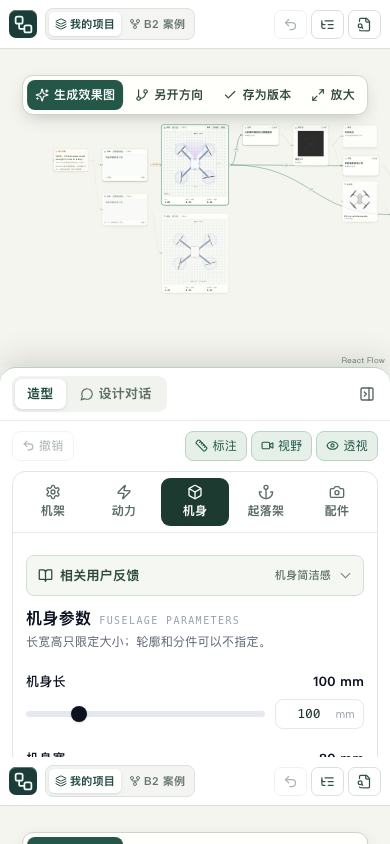 我的项目 B2 案例
生成效果图 另开方向 存为版本 放大
React Flow
造型 设计对话
撤销 标注 视野 透视
机架 动力 机身 起落架 配件
相关用户反馈 机身简洁感
机身参数 FUSELAGE PARAMETERS
长宽高只限定大小；轮廓和分件可以不指定。
机身长 100 mm
100 mm
我的项目 B2 案例